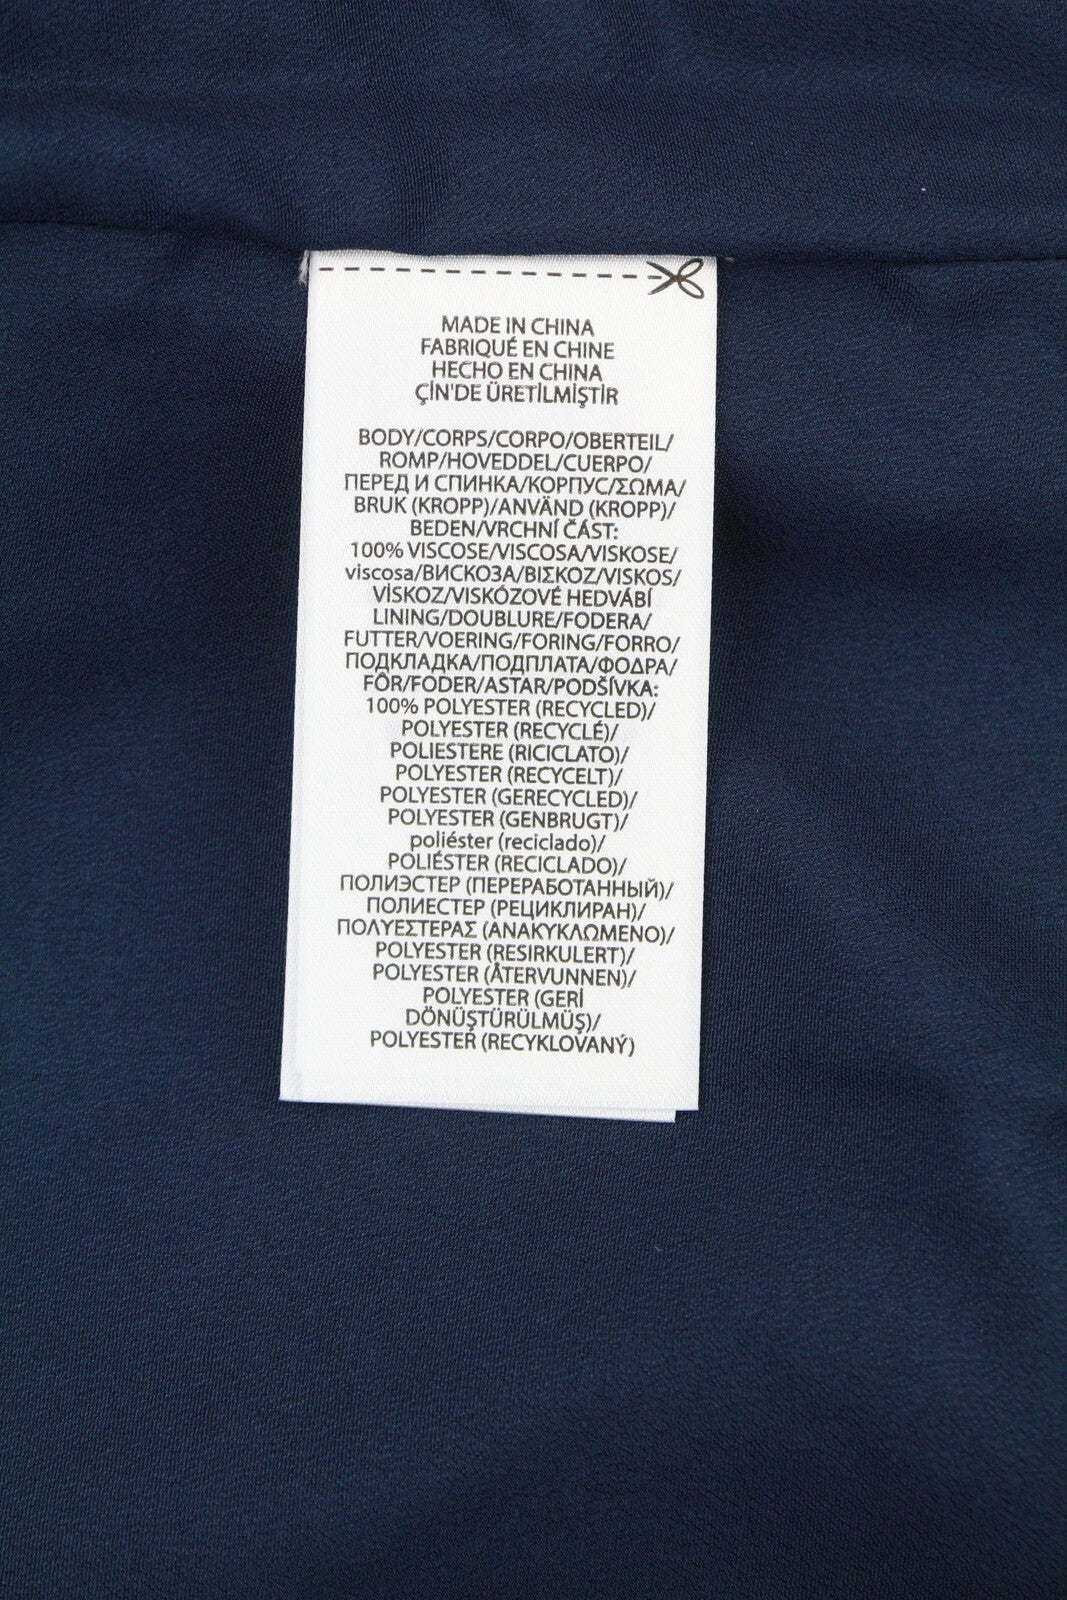 MADE IN CHINA
FABRIQUÉ EN CHINE
HECHO EN CHINA
ÇİN'DE ÜRETİLMİŞTİR
BODY/CORPS/CORPO/OBERTEIL/
ROMP/HOVEDDEL/CUERPO/
ПЕРЕД И СПИНКА/КОРПУС/ΣΩΜΑ/
BRUK (KROPP)/ANVÄND (KROPP)/
BEDEN/VRCHNÍ ČÁST:
100% VISCOSE/VISCOSA/VISKOSE/
viscosa/ВИСКОЗА/ΒΙΣΚΟΖ/VISKOS/
VİSKOZ/VISKÓZOVÉ HEDVÁBÍ
LINING/DOUBLURE/FODERA/
FUTTER/VOERING/FORING/FORRO/
ПОДКЛАДКА/ПОДПЛАТА/ΦΟΔΡΑ/
FÔR/FODER/ASTAR/PODŠÍVKA:
100% POLYESTER (RECYCLED)/
POLYESTER (RECYCLÉ)/
POLIESTERE (RICICLATO)/
POLYESTER (RECYCELT)/
POLYESTER (GERECYCLED)/
POLYESTER (GENBRUGT)/
poliéster (reciclado)/
POLIÉSTER (RECICLADO)/
ПОЛИЭСТЕР (ПЕРЕРАБОТАННЫЙ)/
ПОЛИЕСТЕР (РЕЦИКЛИРАН)/
ΠΟΛΥΕΣΤΕΡΑΣ (ΑΝΑΚΥΚΛΩΜΕΝΟ)/
POLYESTER (RESIRKULERT)/
POLYESTER (ÅTERVUNNEN)/
POLYESTER (GERİ
DÖNÜŞTÜRÜLMÜŞ)/
POLYESTER (RECYKLOVANÝ)